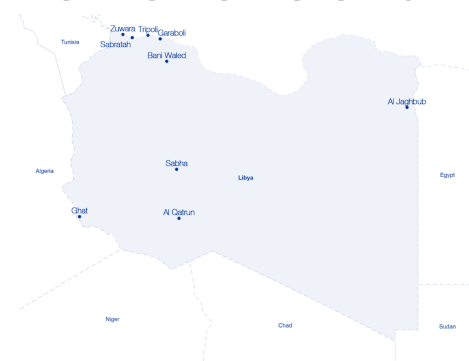 Zuwara
Tripoli
Garaboli
Tunisia
Sabratah
Bani Waled
Al Jaghbub
Sabha
Algeria
Libya
Egypt
Ghat
Al Qatrun
Niger
Chad
Sudan